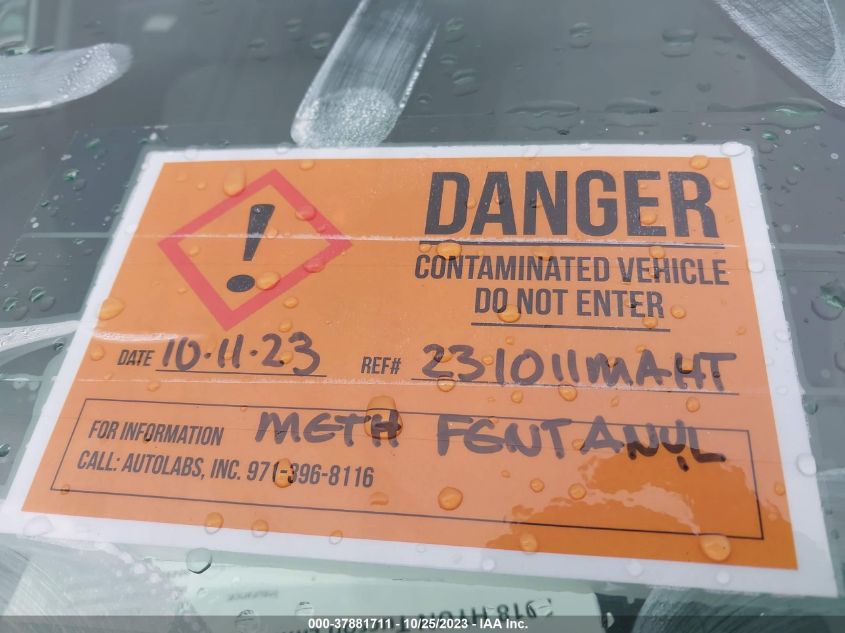 DANGER
CONTAMINATED VEHICLE
DO NOT ENTER
DATE 10.11.23 REF# 231011MAHT
METH FENTANYL
FOR INFORMATION
CALL: AUTOLABS, INC. 971-396-8116
000-37881711 - 10/25/2023 - IAA Inc.